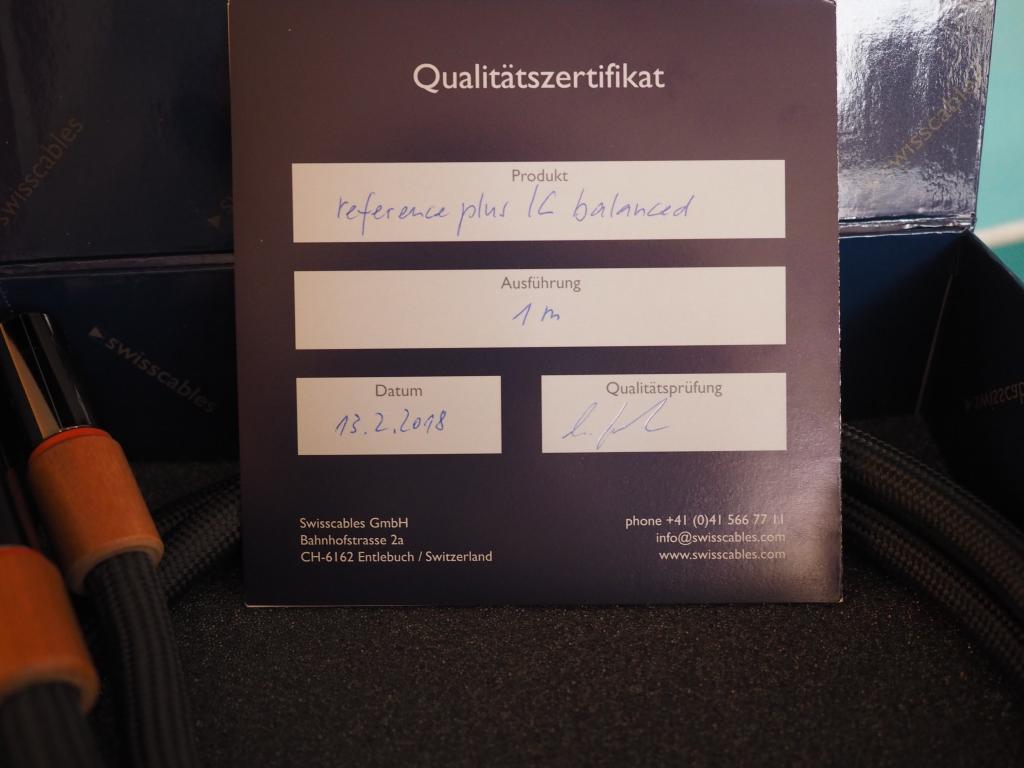 Qualitätszertifikat
Produkt
reference plus IC balanced
Ausführung
1 m
Datum
13.2.2018
Qualitätsprüfung
Swisscables GmbH
Bahnhofstrasse 2a
CH-6162 Entlebuch / Switzerland
phone +41 (0)41 566 77 11
info@swisscables.com
www.swisscables.com
swisscables
swisscables
swisscables